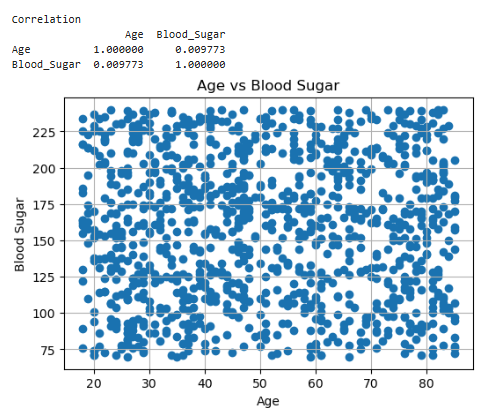 Correlation
Age Blood_Sugar
Age 1.000000 0.009773
Blood_Sugar 0.009773 1.000000
Age vs Blood Sugar
225
200
175
150
125
100
75
Blood Sugar
20 30 40 50 60 70 80
Age